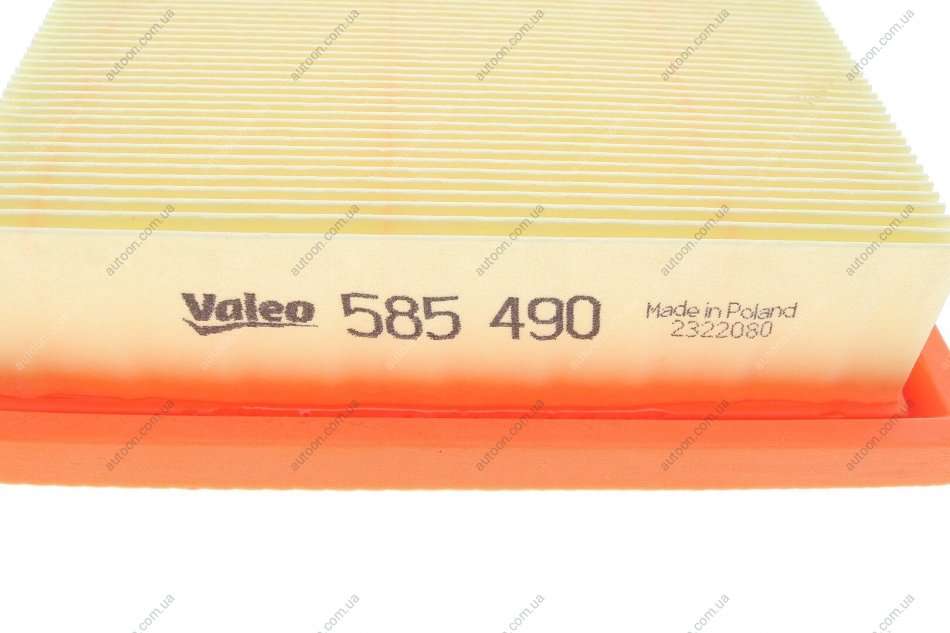 Valeo 585 490 Made in Poland
2322080
autoon.com.ua